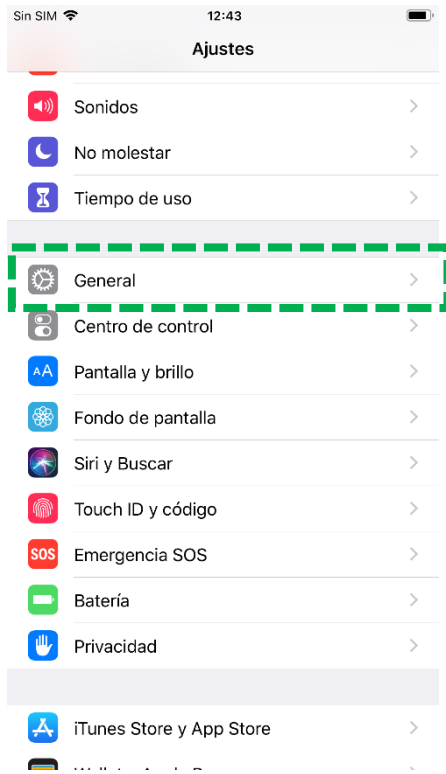 Sin SIM 12:43
Ajustes
Sonidos
No molestar
Tiempo de uso
General
Centro de control
AA Pantalla y brillo
Fondo de pantalla
Siri y Buscar
Touch ID y código
SOS Emergencia SOS
Batería
Privacidad
iTunes Store y App Store